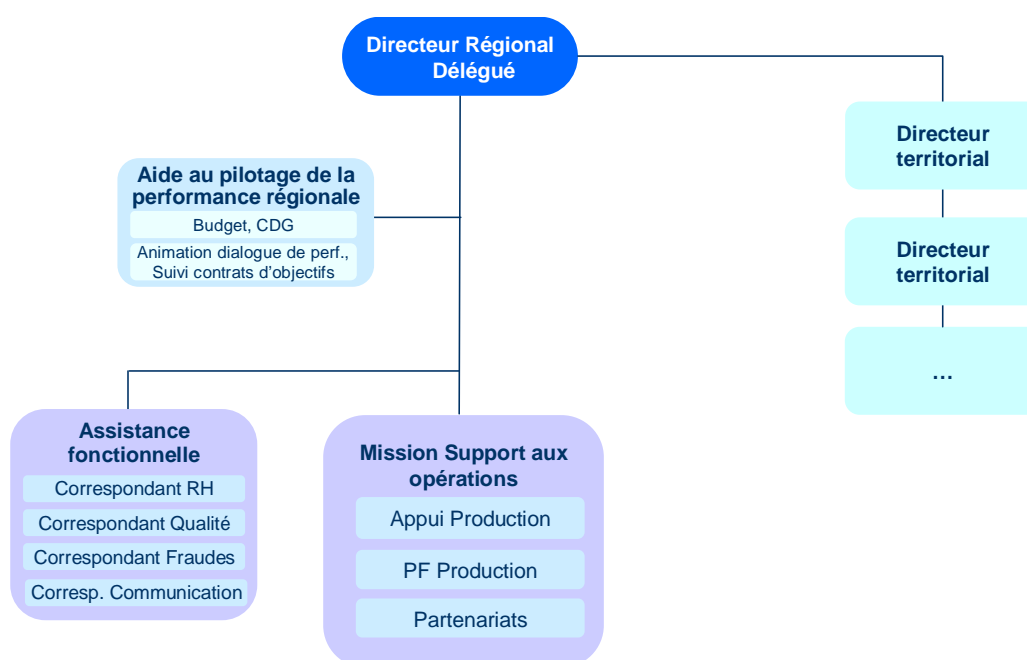 Directeur Régional
Délégué
Directeur
territorial
Aide au pilotage de la
performance régionale
Budget, CDG
Animation dialogue de perf.,
Suivi contrats d’objectifs
Directeur
territorial
…
Assistance
fonctionnelle
Correspondant RH
Correspondant Qualité
Correspondant Fraudes
Corresp. Communication
Mission Support aux
opérations
Appui Production
PF Production
Partenariats